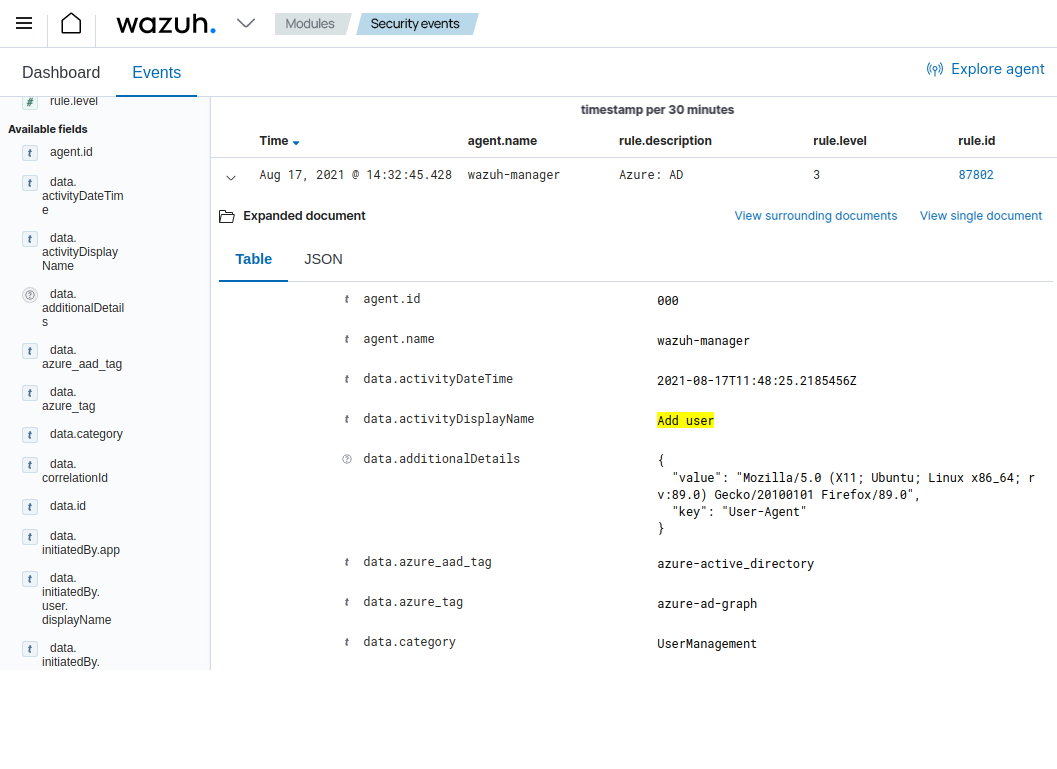 wazuh.
Modules
Security events
Dashboard
Events
Explore agent
# rule.level
Available fields
t agent.id
t data.
activityDateTim
e
t data.
activityDisplay
Name
? data.
additionalDetail
s
t data.
azure_aad_tag
t data.
azure_tag
t data.category
t data.
correlationId
t data.id
t data.
initiatedBy.app
t data.
initiatedBy.
user.
displayName
t data.
initiatedBy.
timestamp per 30 minutes
Time agent.name rule.description rule.level rule.id
Aug 17, 2021 @ 14:32:45.428 wazuh-manager Azure: AD 3 87802
Expanded document View surrounding documents View single document
Table JSON
t agent.id 000
t agent.name wazuh-manager
t data.activityDateTime 2021-08-17T11:48:25.2185456Z
t data.activityDisplayName Add user
? data.additionalDetails {
"value": "Mozilla/5.0 (X11; Ubuntu; Linux x86_64; r
v:89.0) Gecko/20100101 Firefox/89.0",
"key": "User-Agent"
}
t data.azure_aad_tag azure-active_directory
t data.azure_tag azure-ad-graph
t data.category UserManagement